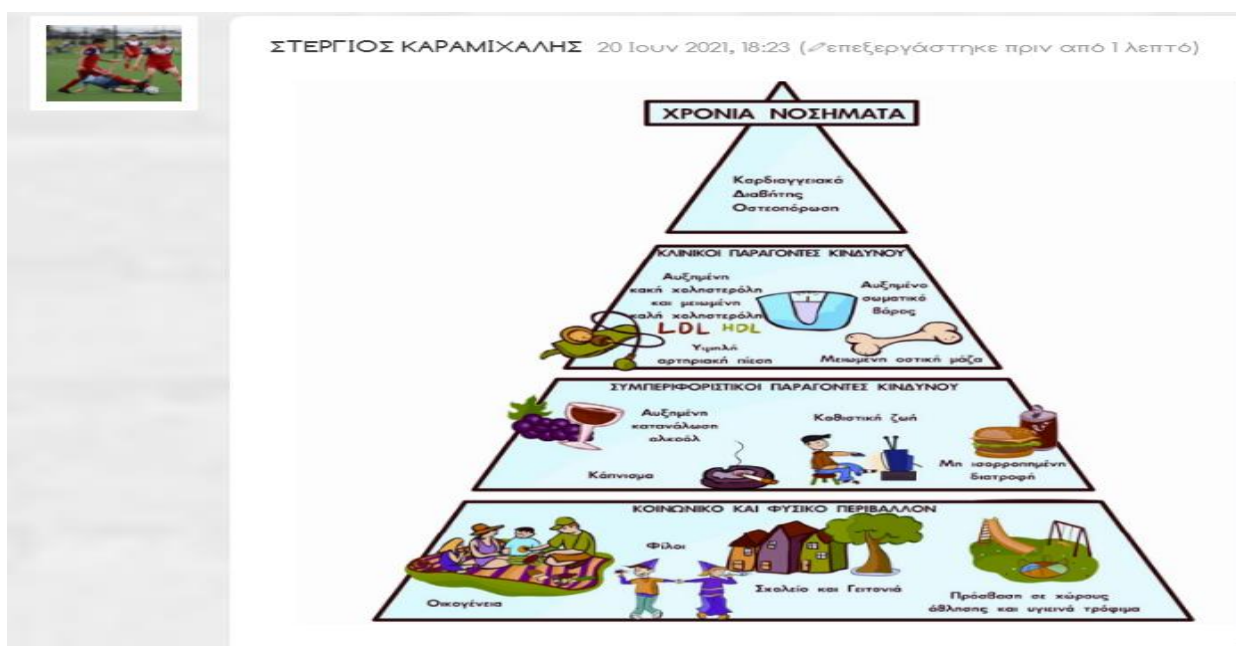 ΣΤΕΡΓΙΟΣ ΚΑΡΑΜΙΧΑΛΗΣ 20 Ιουν 2021, 18:23 (επεξεργάστηκε πριν από 1 λεπτό)
ΧΡΟΝΙΑ ΝΟΣΗΜΑΤΑ
Καρδιαγγειακά
Διαβήτης
Οστεοπόρωση
ΚΛΙΝΙΚΟΙ ΠΑΡΑΓΟΝΤΕΣ ΚΙΝΔΥΝΟΥ
Αυξημένη
κακή χοληστερόλη
και μειωμένη
καλή χοληστερόλη
LDL HDL
Υψηλή
αρτηριακή πίεση
Αυξημένο
σωματικό
βάρος
Μειωμένη οστική μάζα
ΣΥΜΠΕΡΙΦΟΡΙΣΤΙΚΟΙ ΠΑΡΑΓΟΝΤΕΣ ΚΙΝΔΥΝΟΥ
Αυξημένη
κατανάλωση
αλκοόλ
Καθιστική ζωή
Κάπνισμα
Μη ισορροπημένη
διατροφή
ΚΟΙΝΩΝΙΚΟ ΚΑΙ ΦΥΣΙΚΟ ΠΕΡΙΒΑΛΛΟΝ
Οικογένεια
Φίλοι
Σχολείο και Γειτονιά
Πρόσβαση σε χώρους
άθλησης και υγιεινά τρόφιμα